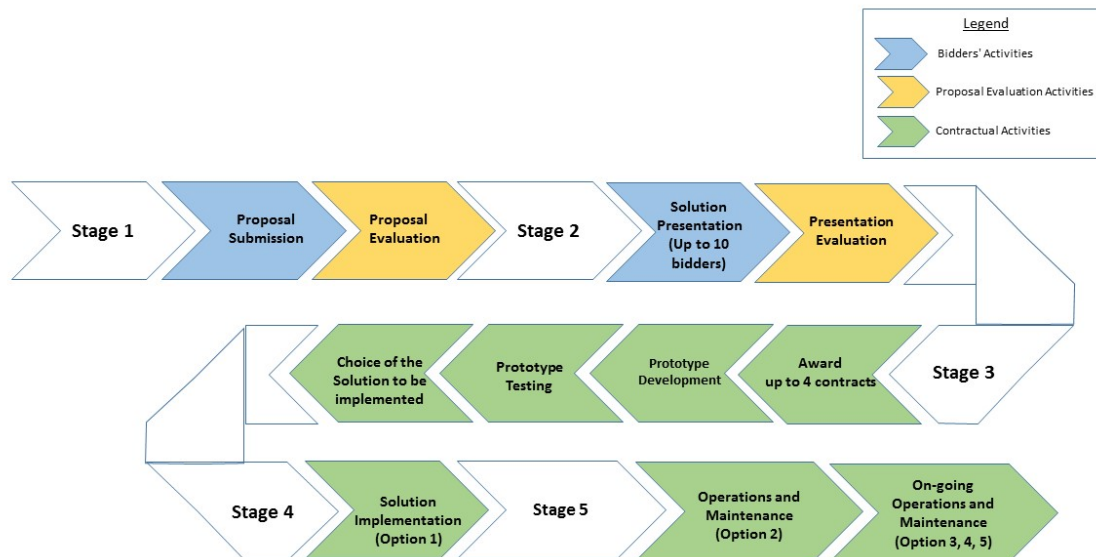 Legend
Bidders' Activities
Proposal Evaluation Activities
Contractual Activities
Stage 1
Proposal
Submission
Proposal
Evaluation
Stage 2
Solution
Presentation
(Up to 10
bidders)
Presentation
Evaluation
Stage 3
Award
up to 4 contracts
Prototype
Development
Prototype
Testing
Choice of the
Solution to be
implemented
Stage 4
Solution
Implementation
(Option 1)
Stage 5
Operations and
Maintenance
(Option 2)
On-going
Operations and
Maintenance
(Option 3, 4, 5)